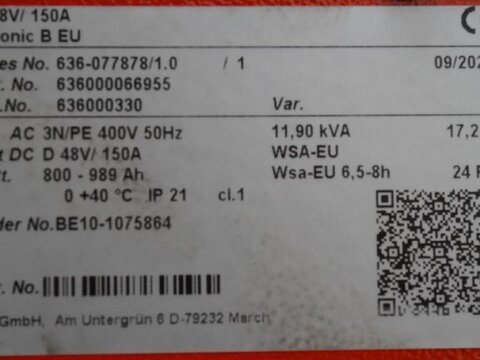 8V/ 150A CE
ronic B EU
es No. 636-077878/1.0 / 1 09/202
. No. 636000066955
.No. 636000330 Var.
AC 3N/PE 400V 50Hz 11,90 kVA 17,2
t DC D 48V/ 150A WSA-EU
tt. 800 - 989 Ah Wsa-EU 6,5-8h 24
0 +40 °C IP 21 cl.1
der No.BE10-1075864
r. No.
GmbH, Am Untergrün 6 D-79232 March